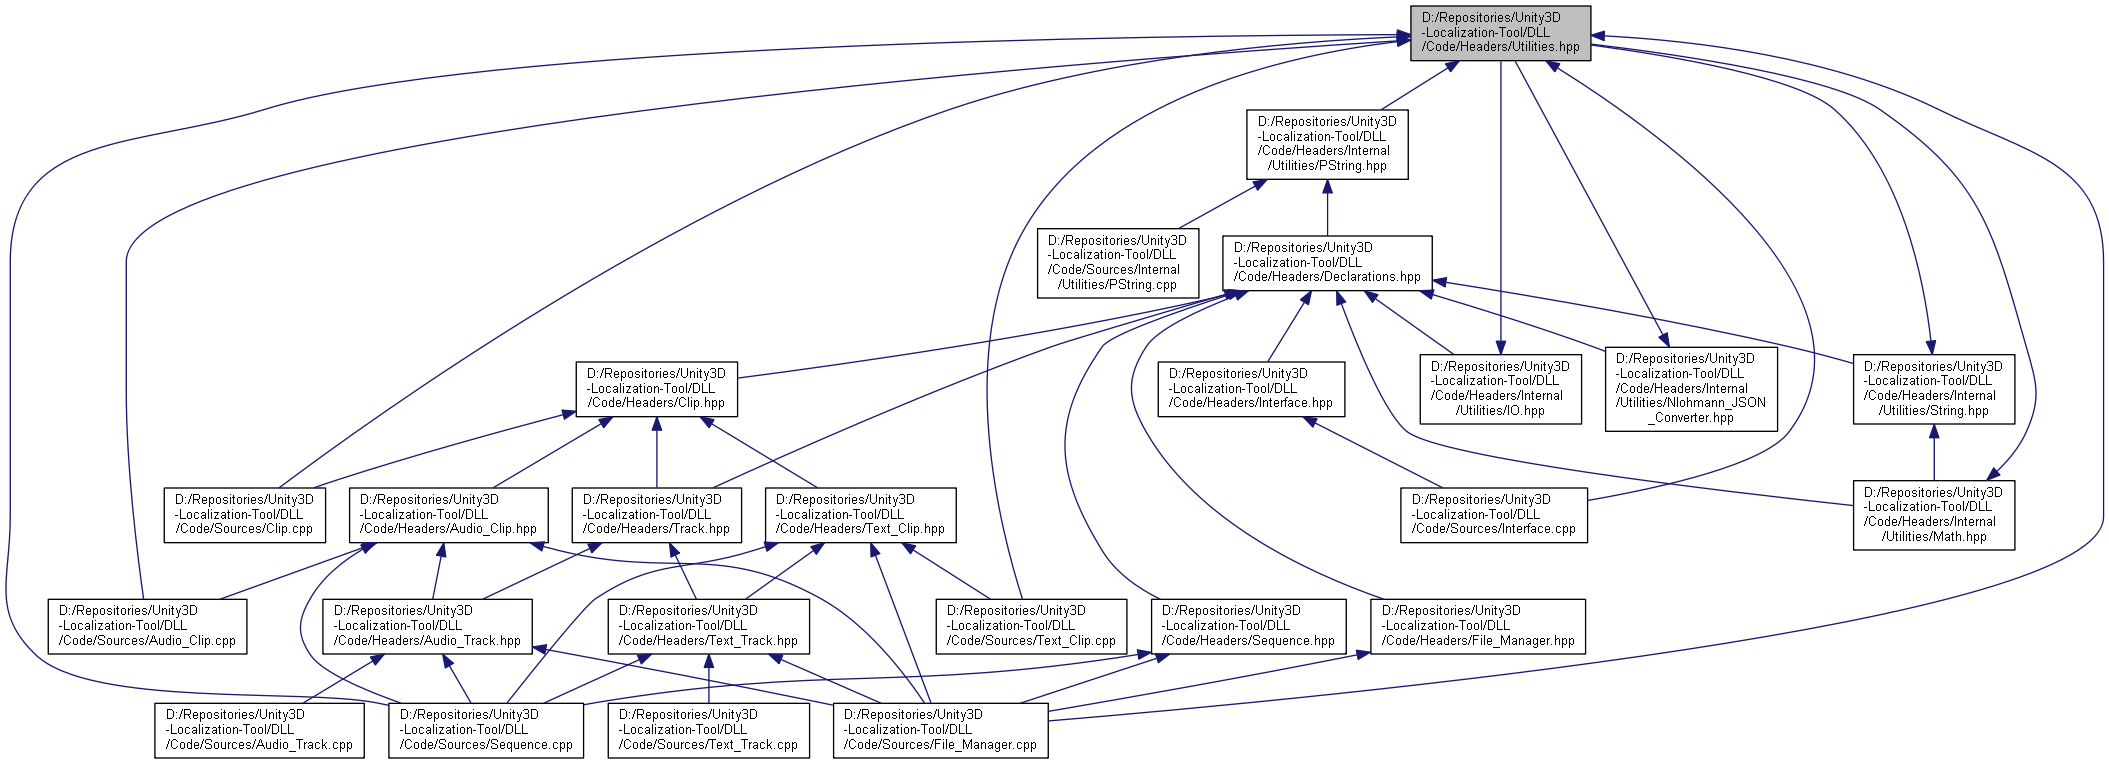 D:/Repositories/Unity3D
-Localization-Tool/DLL
/Code/Headers/Utilities.hpp
D:/Repositories/Unity3D
-Localization-Tool/DLL
/Code/Headers/Internal
/Utilities/PString.hpp
D:/Repositories/Unity3D
-Localization-Tool/DLL
/Code/Sources/Internal
/Utilities/PString.cpp
D:/Repositories/Unity3D
-Localization-Tool/DLL
/Code/Headers/Declarations.hpp
D:/Repositories/Unity3D
-Localization-Tool/DLL
/Code/Headers/Clip.hpp
D:/Repositories/Unity3D
-Localization-Tool/DLL
/Code/Headers/Interface.hpp
D:/Repositories/Unity3D
-Localization-Tool/DLL
/Code/Headers/Internal
/Utilities/IO.hpp
D:/Repositories/Unity3D
-Localization-Tool/DLL
/Code/Headers/Internal
/Utilities/Nlohmann_JSON
_Converter.hpp
D:/Repositories/Unity3D
-Localization-Tool/DLL
/Code/Headers/Internal
/Utilities/String.hpp
D:/Repositories/Unity3D
-Localization-Tool/DLL
/Code/Sources/Clip.cpp
D:/Repositories/Unity3D
-Localization-Tool/DLL
/Code/Headers/Audio_Clip.hpp
D:/Repositories/Unity3D
-Localization-Tool/DLL
/Code/Headers/Track.hpp
D:/Repositories/Unity3D
-Localization-Tool/DLL
/Code/Headers/Text_Clip.hpp
D:/Repositories/Unity3D
-Localization-Tool/DLL
/Code/Sources/Interface.cpp
D:/Repositories/Unity3D
-Localization-Tool/DLL
/Code/Headers/Internal
/Utilities/Math.hpp
D:/Repositories/Unity3D
-Localization-Tool/DLL
/Code/Sources/Audio_Clip.cpp
D:/Repositories/Unity3D
-Localization-Tool/DLL
/Code/Headers/Audio_Track.hpp
D:/Repositories/Unity3D
-Localization-Tool/DLL
/Code/Headers/Text_Track.hpp
D:/Repositories/Unity3D
-Localization-Tool/DLL
/Code/Sources/Text_Clip.cpp
D:/Repositories/Unity3D
-Localization-Tool/DLL
/Code/Headers/Sequence.hpp
D:/Repositories/Unity3D
-Localization-Tool/DLL
/Code/Headers/File_Manager.hpp
D:/Repositories/Unity3D
-Localization-Tool/DLL
/Code/Sources/Audio_Track.cpp
D:/Repositories/Unity3D
-Localization-Tool/DLL
/Code/Sources/Sequence.cpp
D:/Repositories/Unity3D
-Localization-Tool/DLL
/Code/Sources/Text_Track.cpp
D:/Repositories/Unity3D
-Localization-Tool/DLL
/Code/Sources/File_Manager.cpp